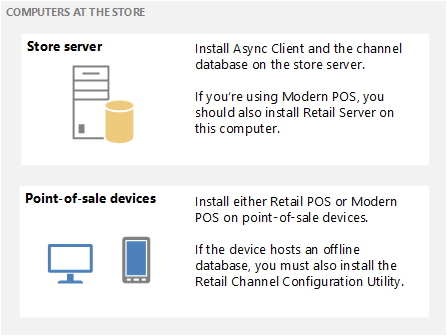 COMPUTERS AT THE STORE
Store server
Install Async Client and the channel
database on the store server.
If you're using Modern POS, you
should also install Retail Server on
this computer.
Point-of-sale devices
Install either Retail POS or Modern
POS on point-of-sale devices.
If the device hosts an offline
database, you must also install the
Retail Channel Configuration Utility.